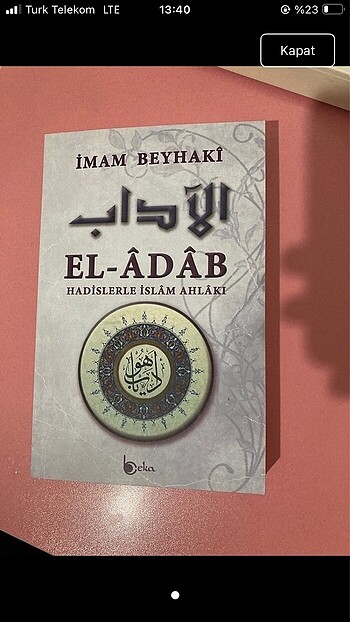 Turk Telekom LTE
13:40
%23
Kapat
İMAM BEYHAKÎ
الآداب
EL-ÂDÂB
HADİSLERLE İSLÂM AHLÂKI
beka